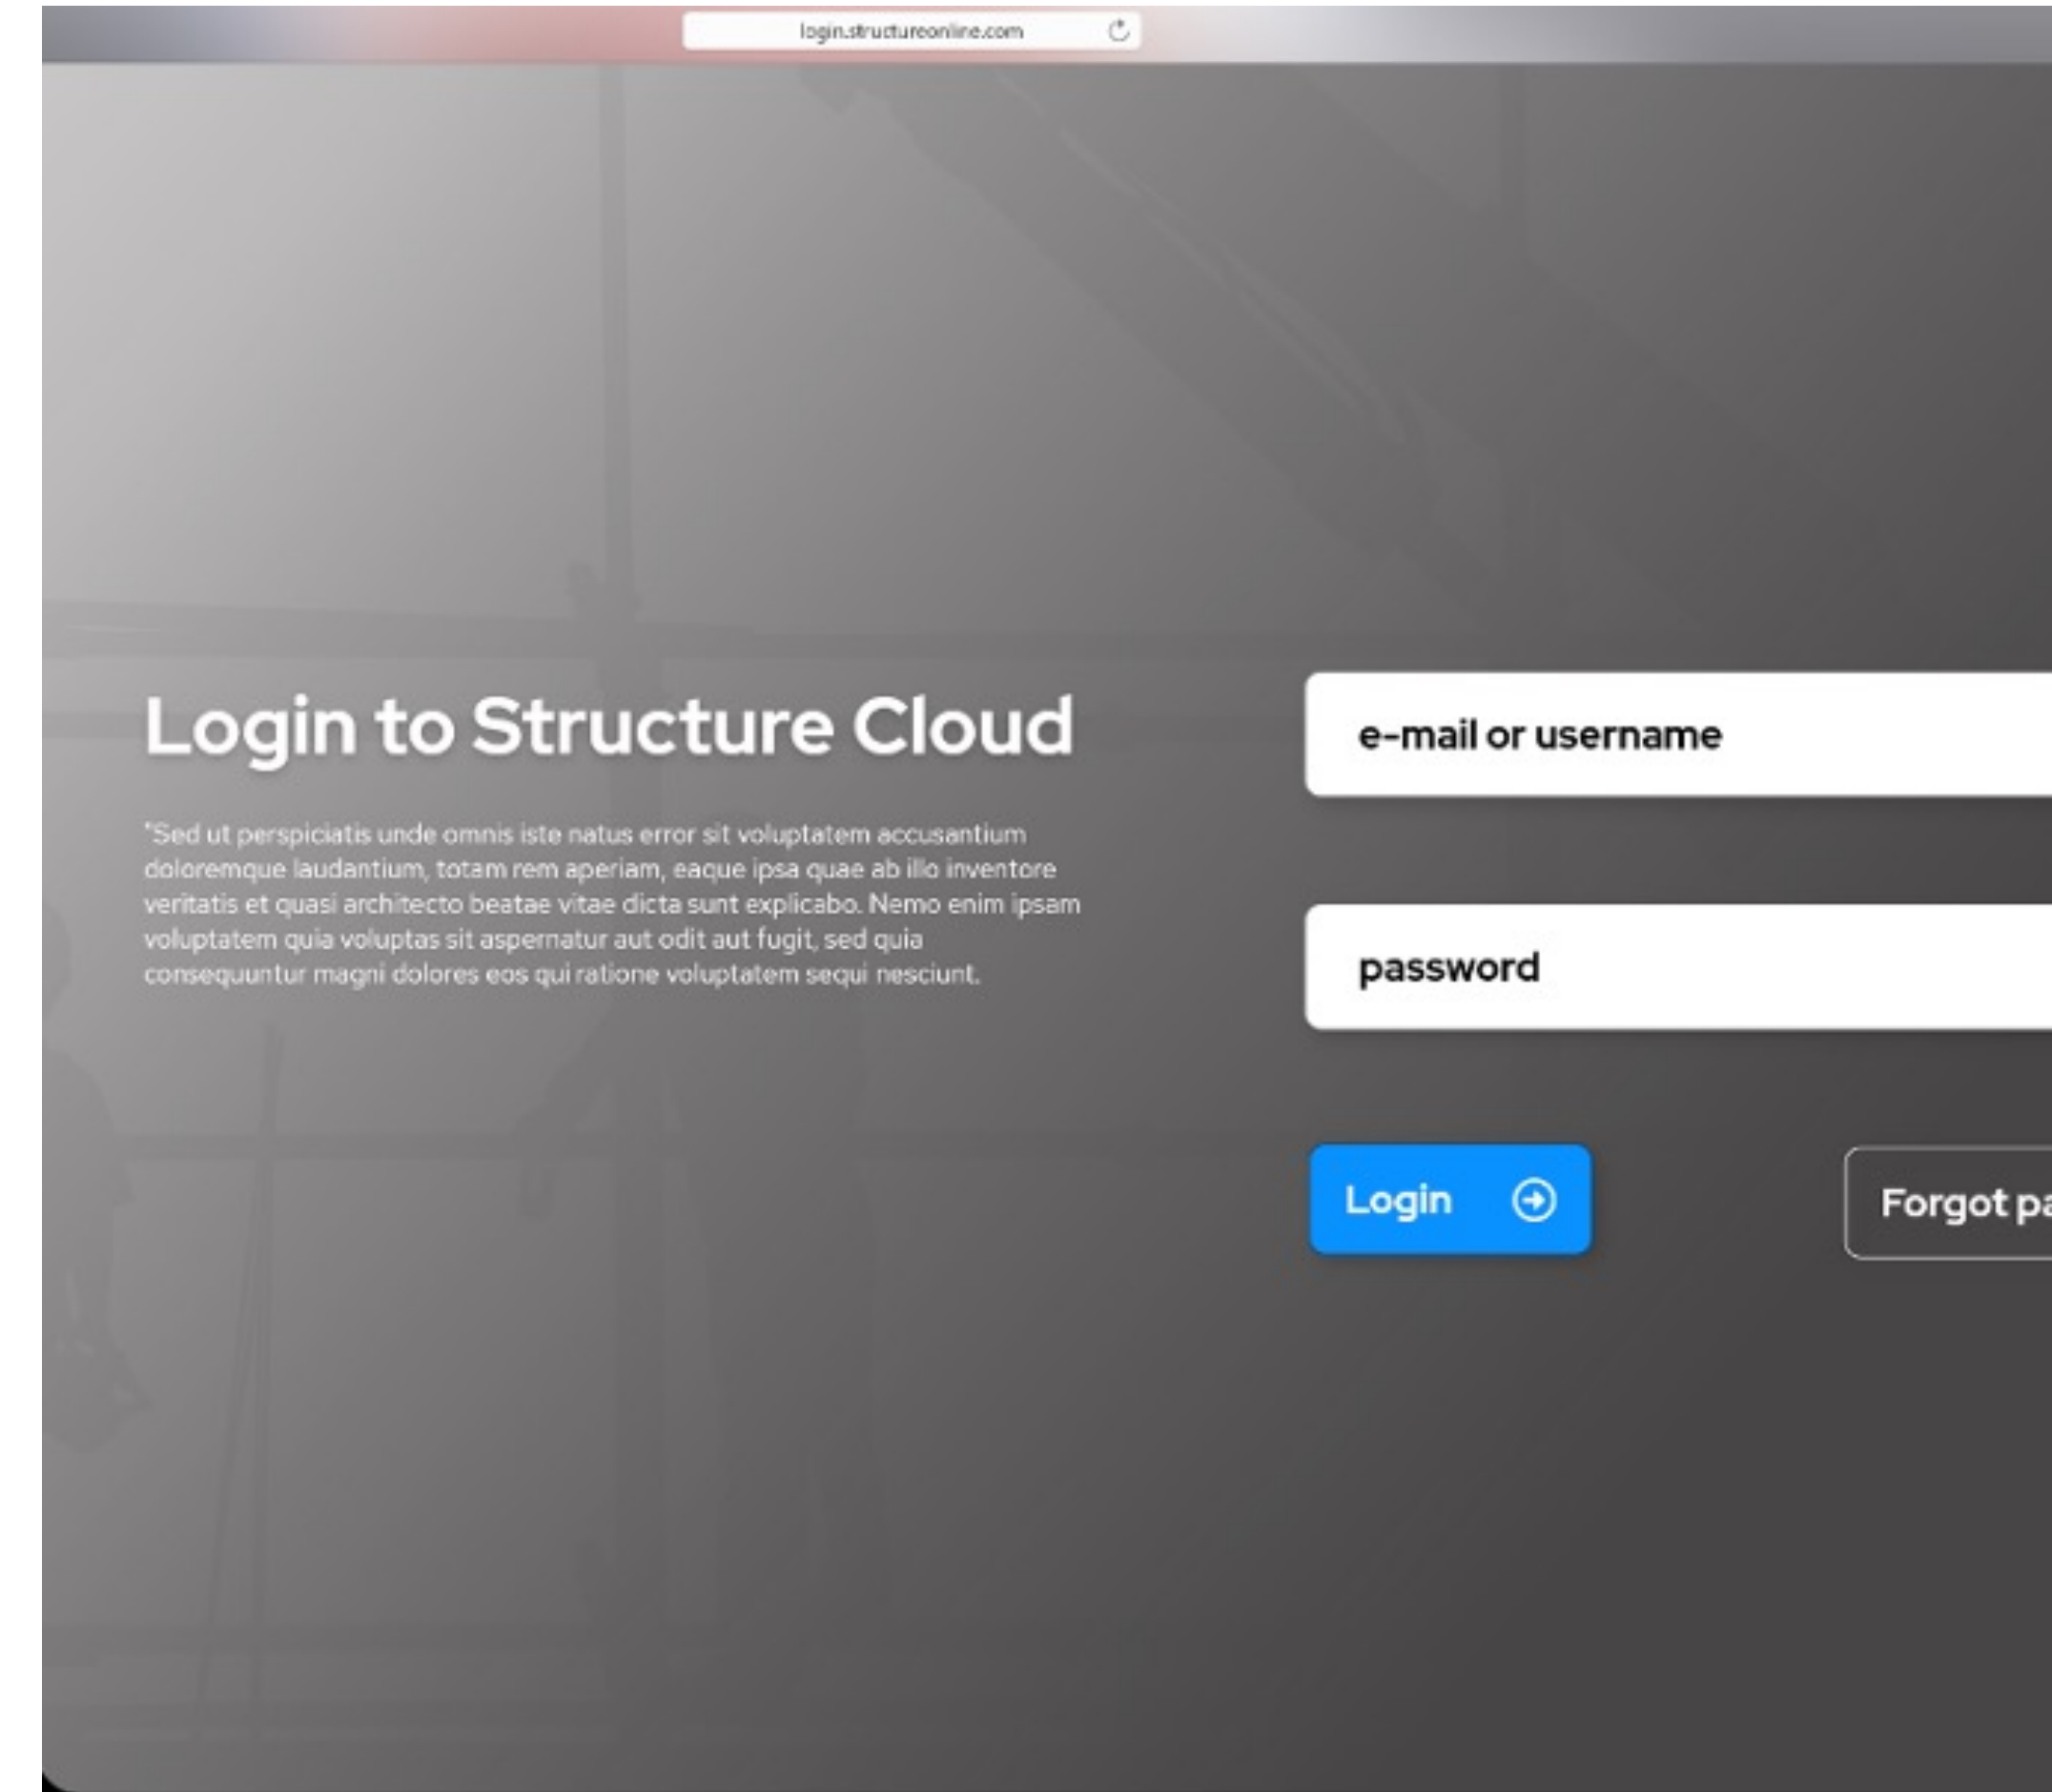 login.structureonline.com
Login to Structure Cloud
"Sed ut perspiciatis unde omnis iste natus error sit voluptatem accusantium
doloremque laudantium, totam rem aperiam, eaque ipsa quae ab illo inventore
veritatis et quasi architecto beatae vitae dicta sunt explicabo. Nemo enim ipsam
voluptatem quia voluptas sit aspernatur aut odit aut fugit, sed quia
consequuntur magni dolores eos qui ratione voluptatem sequi nesciunt.
e-mail or username
password
Login
Forgot pa